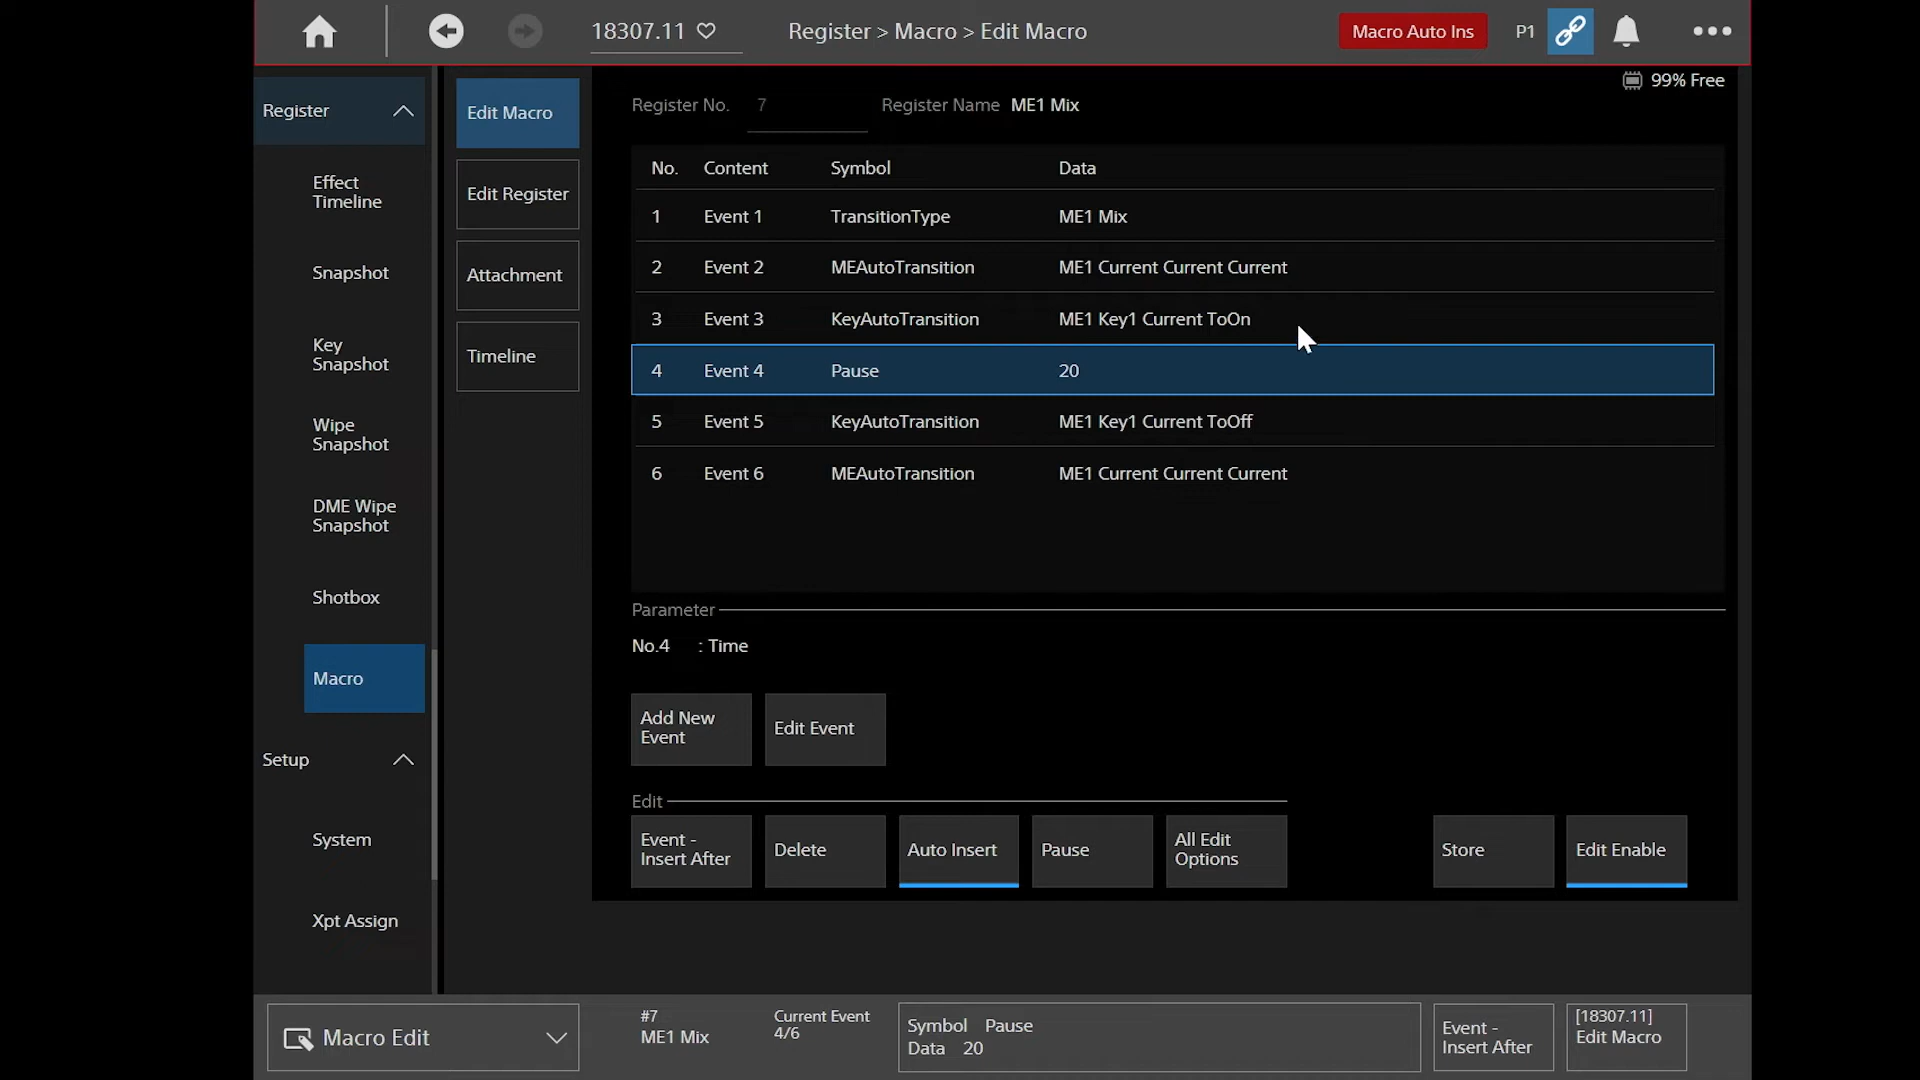 18307.11
Register > Macro > Edit Macro
Macro Auto Ins
P1
99% Free
Register
Effect
Timeline
Snapshot
Key
Snapshot
Wipe
Snapshot
DME Wipe
Snapshot
Shotbox
Macro
Setup
System
Xpt Assign
Edit Macro
Edit Register
Attachment
Timeline
Register No. 7 Register Name ME1 Mix
No. Content Symbol Data
1 Event 1 TransitionType ME1 Mix
2 Event 2 MEAutoTransition ME1 Current Current Current
3 Event 3 KeyAutoTransition ME1 Key1 Current ToOn
4 Event 4 Pause 20
5 Event 5 KeyAutoTransition ME1 Key1 Current ToOff
6 Event 6 MEAutoTransition ME1 Current Current Current
Parameter
No.4 : Time
Add New
Event
Edit Event
Edit
Event -
Insert After
Delete
Auto Insert
Pause
All Edit
Options
Store
Edit Enable
Macro Edit
#7
ME1 Mix
Current Event
4/6
Symbol Pause
Data 20
Event -
Insert After
[18307.11]
Edit Macro